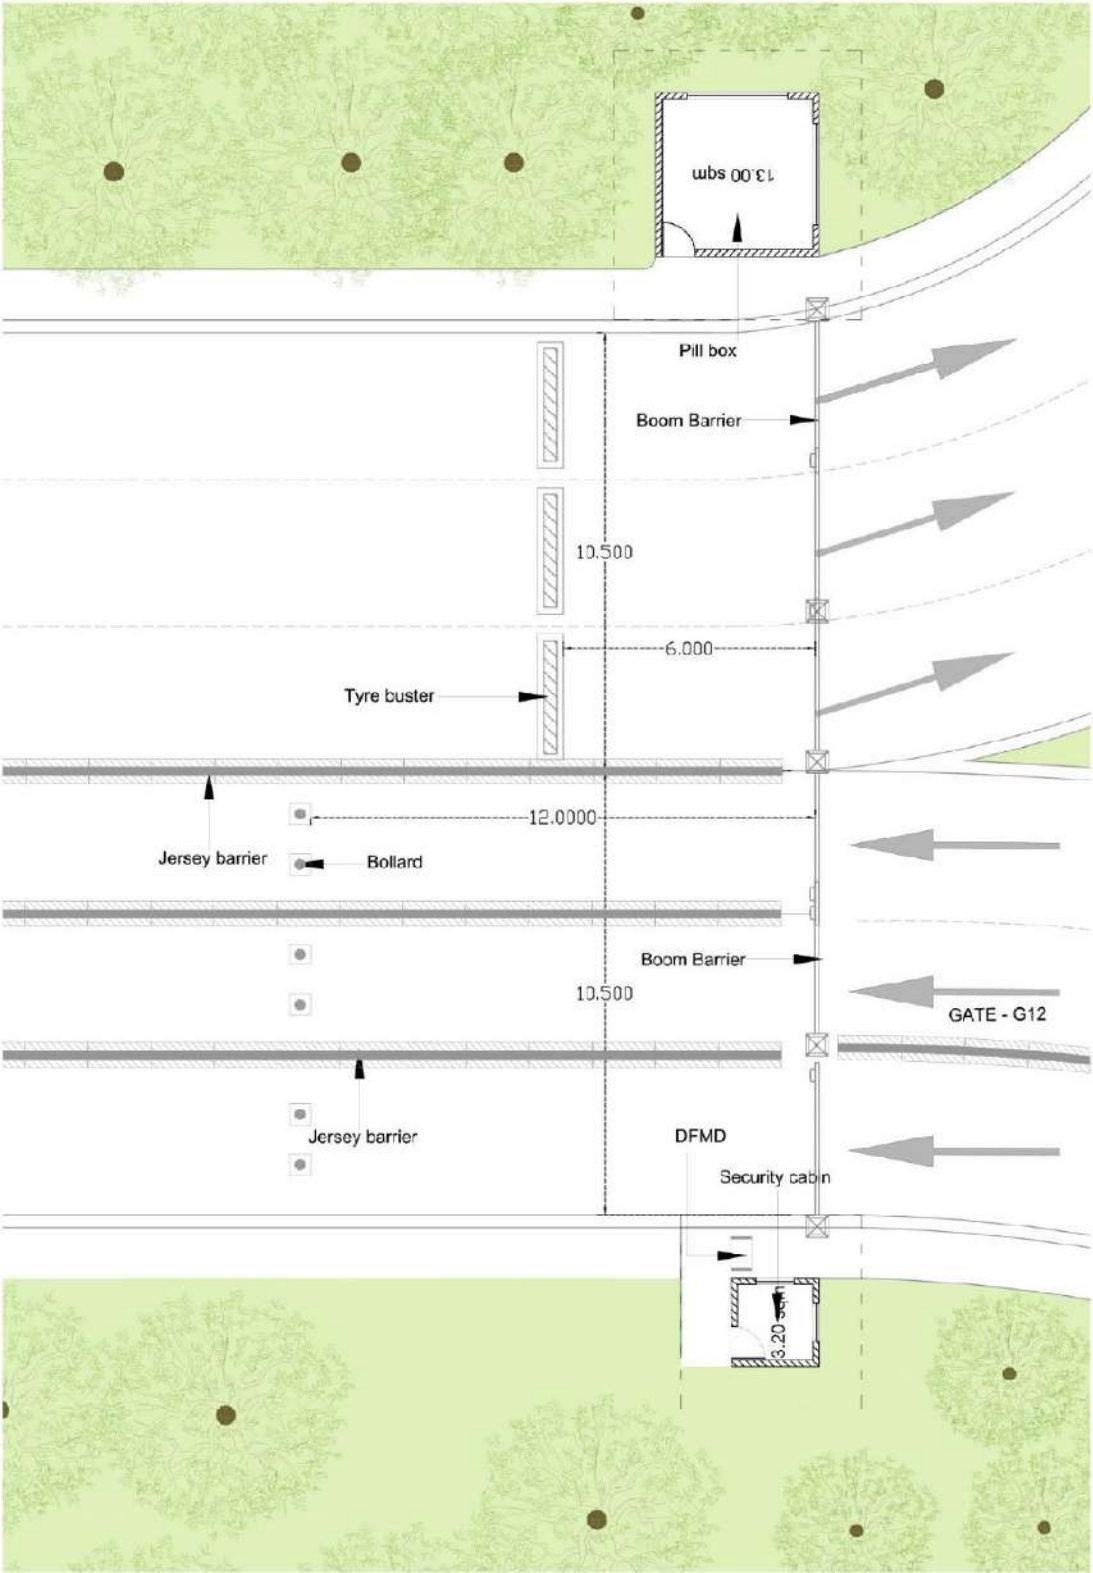 13.00 sqm
Pill box
Boom Barrier
10.500
6.000
Tyre buster
12.0000
Jersey barrier
Bollard
Boom Barrier
10.500
GATE - G12
Jersey barrier
DFMD
Security cabin
3.20 sqm